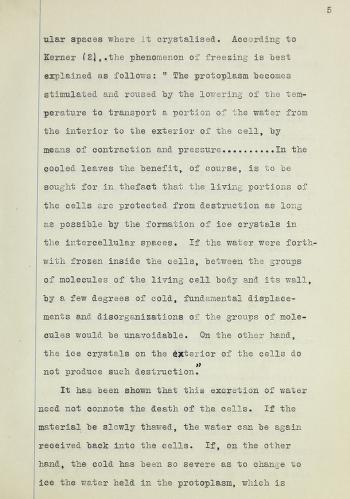 5
ular spaces where it crystalised. According to
Kerner (2),.the phenomenon of freezing is best
explained as follows: " The protoplasm becomes
stimulated and roused by the lowering of the tem-
perature to transport a portion of the water from
the interior to the exterior of the cell, by
means of contraction and pressure..........In the
cooled leaves the benefit, of course, is to be
sought for in thefact that the living portions of
the cells are protected from destruction as long
as possible by the formation of ice crystals in
the intercellular spaces. If the water were forth-
with frozen inside the cells, between the groups
of molecules of the living cell body and its wall,
by a few degrees of cold, fundamental displace-
ments and disorganizations of the groups of mole-
cules would be unavoidable. On the other hand,
the ice crystals on the exterior of the cells do
not produce such destruction."
It has been shown that this excretion of water
need not connote the death of the cells. If the
material be slowly thawed, the water can be again
received back into the cells. If, on the other
hand, the cold has been so severe as to change to
ice the water held in the protoplasm, which is